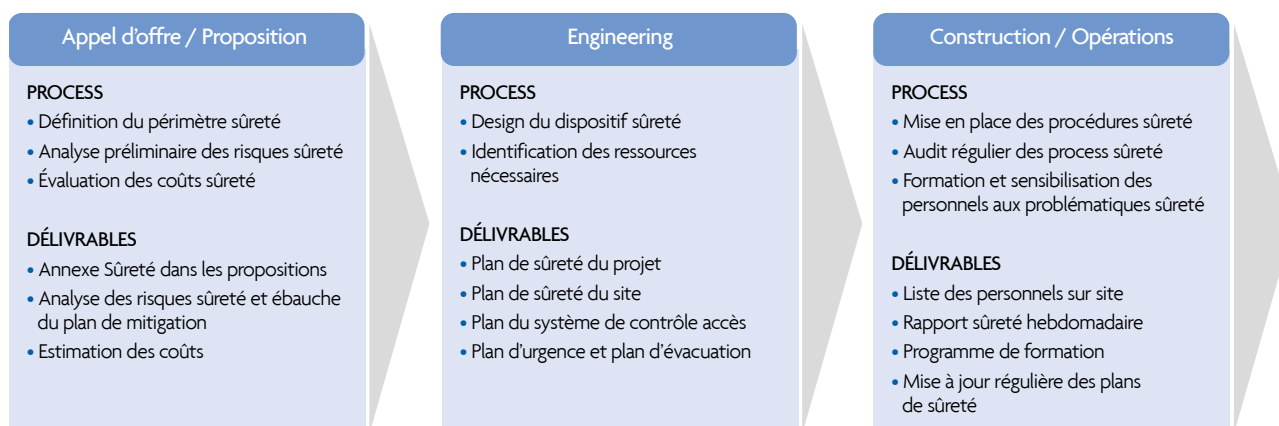 Appel d'offre / Proposition
PROCESS
• Définition du périmètre sûreté
• Analyse préliminaire des risques sûreté
• Évaluation des coûts sûreté
DÉLIVRABLES
• Annexe Sûreté dans les propositions
• Analyse des risques sûreté et ébauche
du plan de mitigation
• Estimation des coûts
Engineering
PROCESS
• Design du dispositif sûreté
• Identification des ressources
nécessaires
DÉLIVRABLES
• Plan de sûreté du projet
• Plan de sûreté du site
• Plan du système de contrôle accès
• Plan d'urgence et plan d'évacuation
Construction / Opérations
PROCESS
• Mise en place des procédures sûreté
• Audit régulier des process sûreté
• Formation et sensibilisation des
personnels aux problématiques sûreté
DÉLIVRABLES
• Liste des personnels sur site
• Rapport sûreté hebdomadaire
• Programme de formation
• Mise à jour régulière des plans
de sûreté